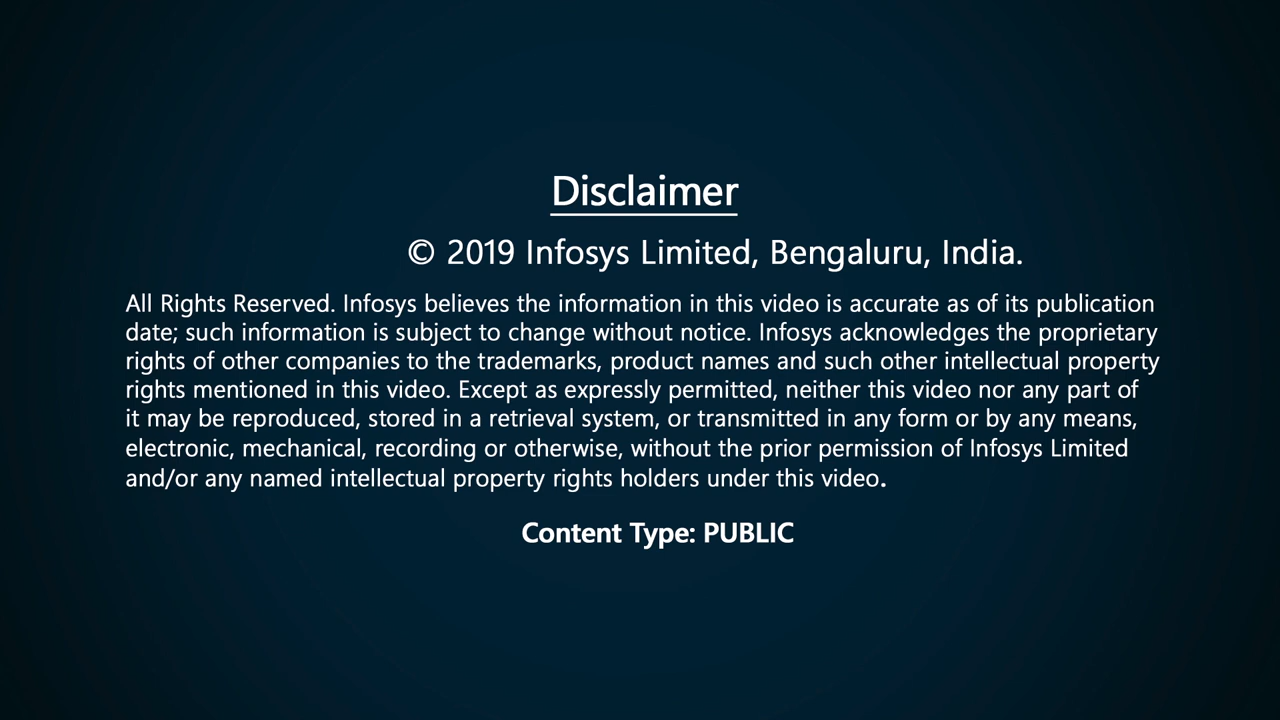 Disclaimer
© 2019 Infosys Limited, Bengaluru, India.
All Rights Reserved. Infosys believes the information in this video is accurate as of its publication
date; such information is subject to change without notice. Infosys acknowledges the proprietary
rights of other companies to the trademarks, product names and such other intellectual property
rights mentioned in this video. Except as expressly permitted, neither this video nor any part of
it may be reproduced, stored in a retrieval system, or transmitted in any form or by any means,
electronic, mechanical, recording or otherwise, without the prior permission of Infosys Limited
and/or any named intellectual property rights holders under this video.
Content Type: PUBLIC